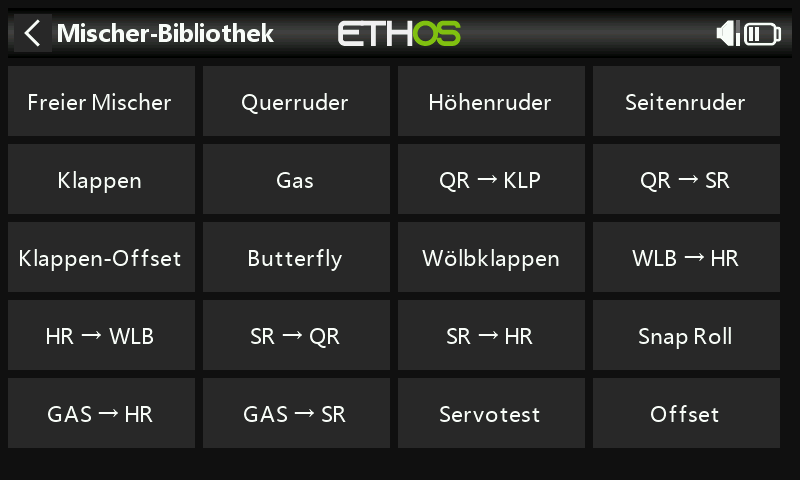 Mischer-Bibliothek ETHOS
Freier Mischer Querruder Höhenruder Seitenruder
Klappen Gas QR → KLP QR → SR
Klappen-Offset Butterfly Wölbklappen WLB → HR
HR → WLB SR → QR SR → HR Snap Roll
GAS → HR GAS → SR Servotest Offset